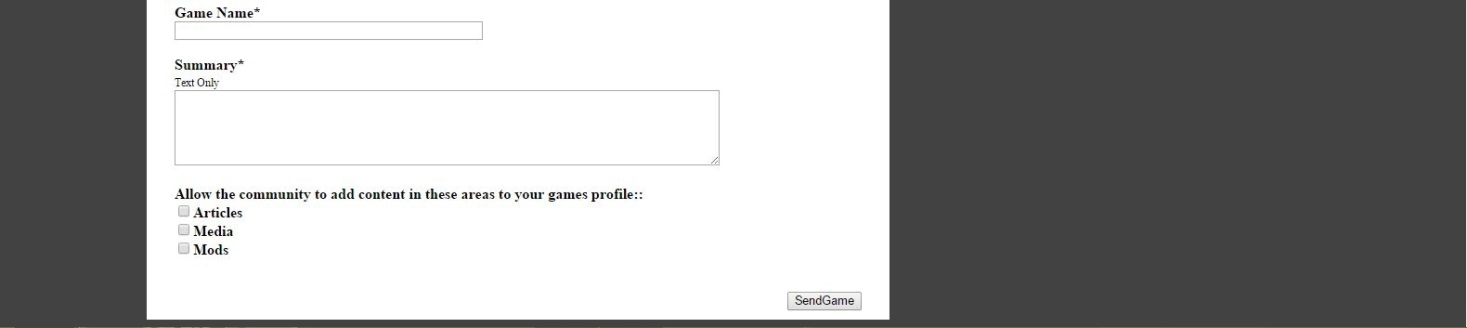 Game Name*
Summary*
Text Only
Allow the community to add content in these areas to your games profile::
Articles
Media
Mods
SendGame